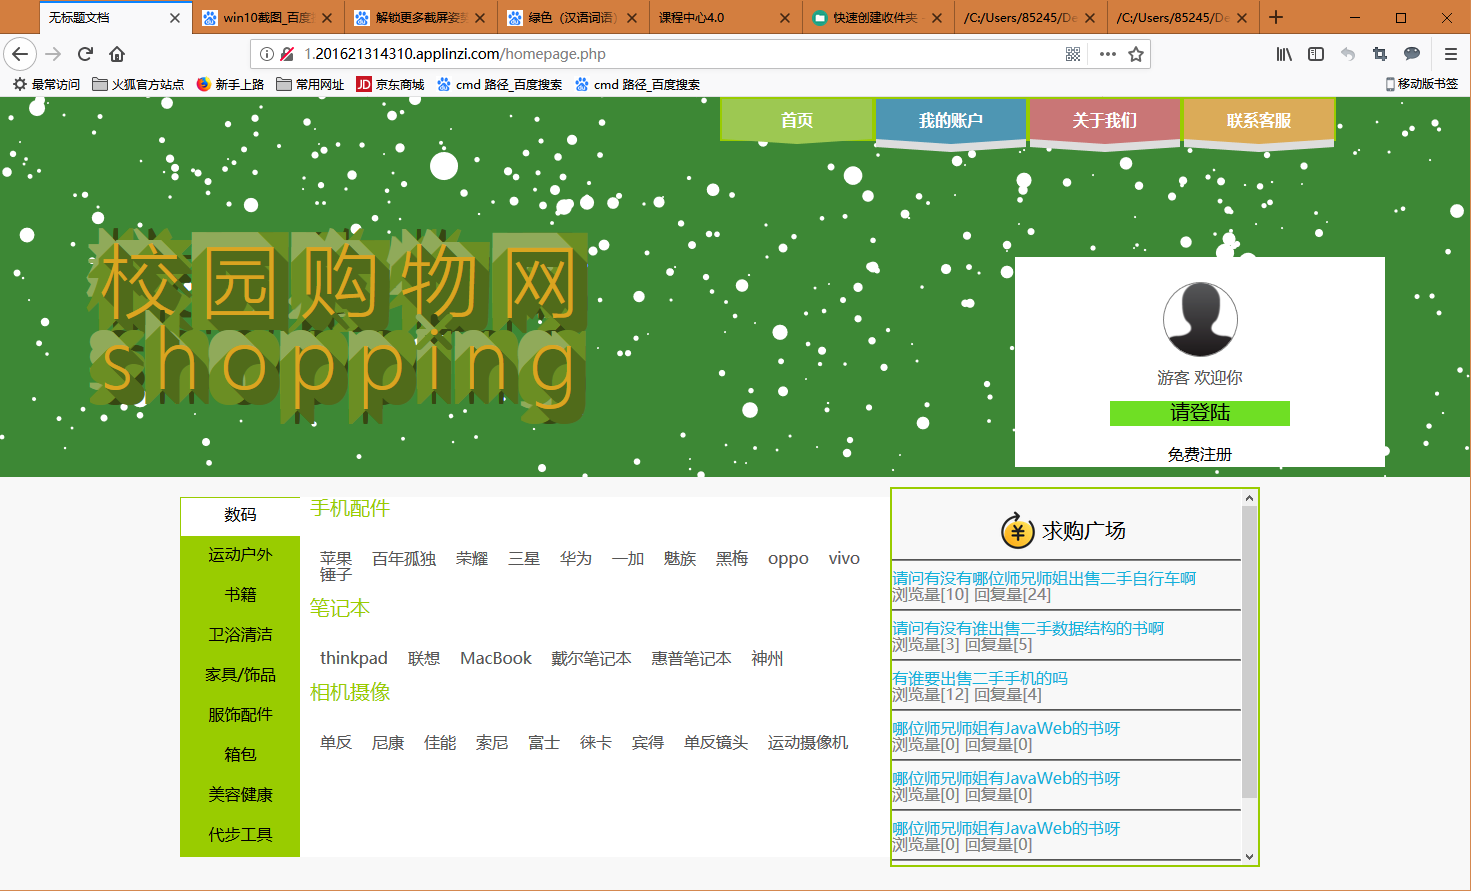 无标题文档
win10截图_百度
解锁更多截屏姿
绿色（汉语词语）
课程中心4.0
快速创建收件夹
/C:/Users/85245/De
/C:/Users/85245/De
1.201621314310.applinzi.com/homepage.php
最常访问 火狐官方站点 新手上路 常用网址 JD 京东商城 cmd 路径_百度搜索 cmd 路径_百度搜索 移动版书签
首页 我的账户 关于我们 联系客服
校园购物网
shopping
游客 欢迎你
请登陆
免费注册
数码
运动户外
书籍
卫浴清洁
家具/饰品
服饰配件
箱包
美容健康
代步工具
手机配件
苹果 百年孤独 荣耀 三星 华为 一加 魅族 黑梅 oppo vivo
锤子
笔记本
thinkpad 联想 MacBook 戴尔笔记本 惠普笔记本 神州
相机摄像
单反 尼康 佳能 索尼 富士 徕卡 宾得 单反镜头 运动摄像机
¥ 求购广场
请问有没有哪位师兄师姐出售二手自行车啊
浏览量[10] 回复量[24]
请问有没有谁出售二手数据结构的书啊
浏览量[3] 回复量[5]
有谁要出售二手手机的吗
浏览量[12] 回复量[4]
哪位师兄师姐有JavaWeb的书呀
浏览量[0] 回复量[0]
哪位师兄师姐有JavaWeb的书呀
浏览量[0] 回复量[0]
哪位师兄师姐有JavaWeb的书呀
浏览量[0] 回复量[0]